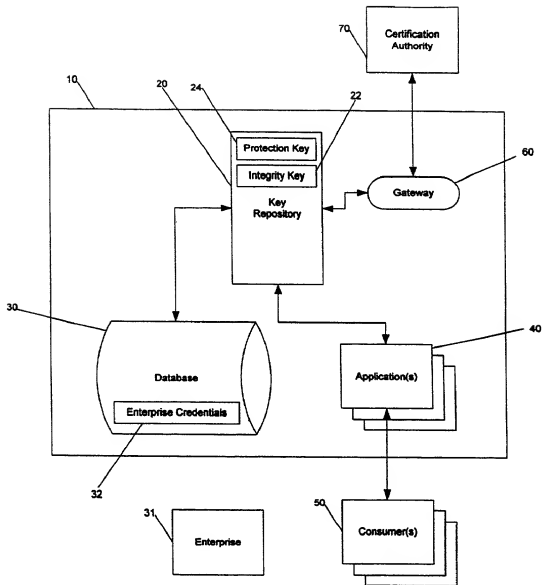 70
Certification
Authority
10
20
24
22
Protection Key
Integrity Key
Key
Repository
60
Gateway
30
40
Database
Enterprise Credentials
Application(s)
32
31
Enterprise
50
Consumer(s)